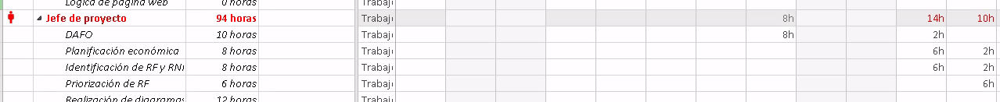 Lógica de página web 0 horas Trabajo
Jefe de proyecto 94 horas Trabajo 8h 14h 10h
DAFO 10 horas Trabajo 8h 2h
Planificación económica 8 horas Trabajo 6h 2h
Identificación de RF y RN 8 horas Trabajo 6h 2h
Priorización de RF 6 horas Trabajo 6h
Realización de diagramas 12 horas Trabajo